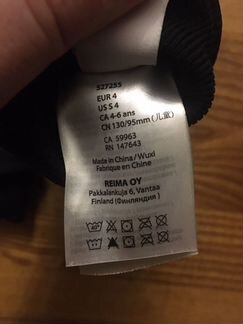 527255
EUR 4
US S 4
CA 4-6 ans
CN 130/95mm (儿童)
CA 59963
RN 147643
Made in China / Wuxi
Fabriqué en Chine
REIMA OY
Pakkalankuja 6, Vantaa
Finland (Финляндия)